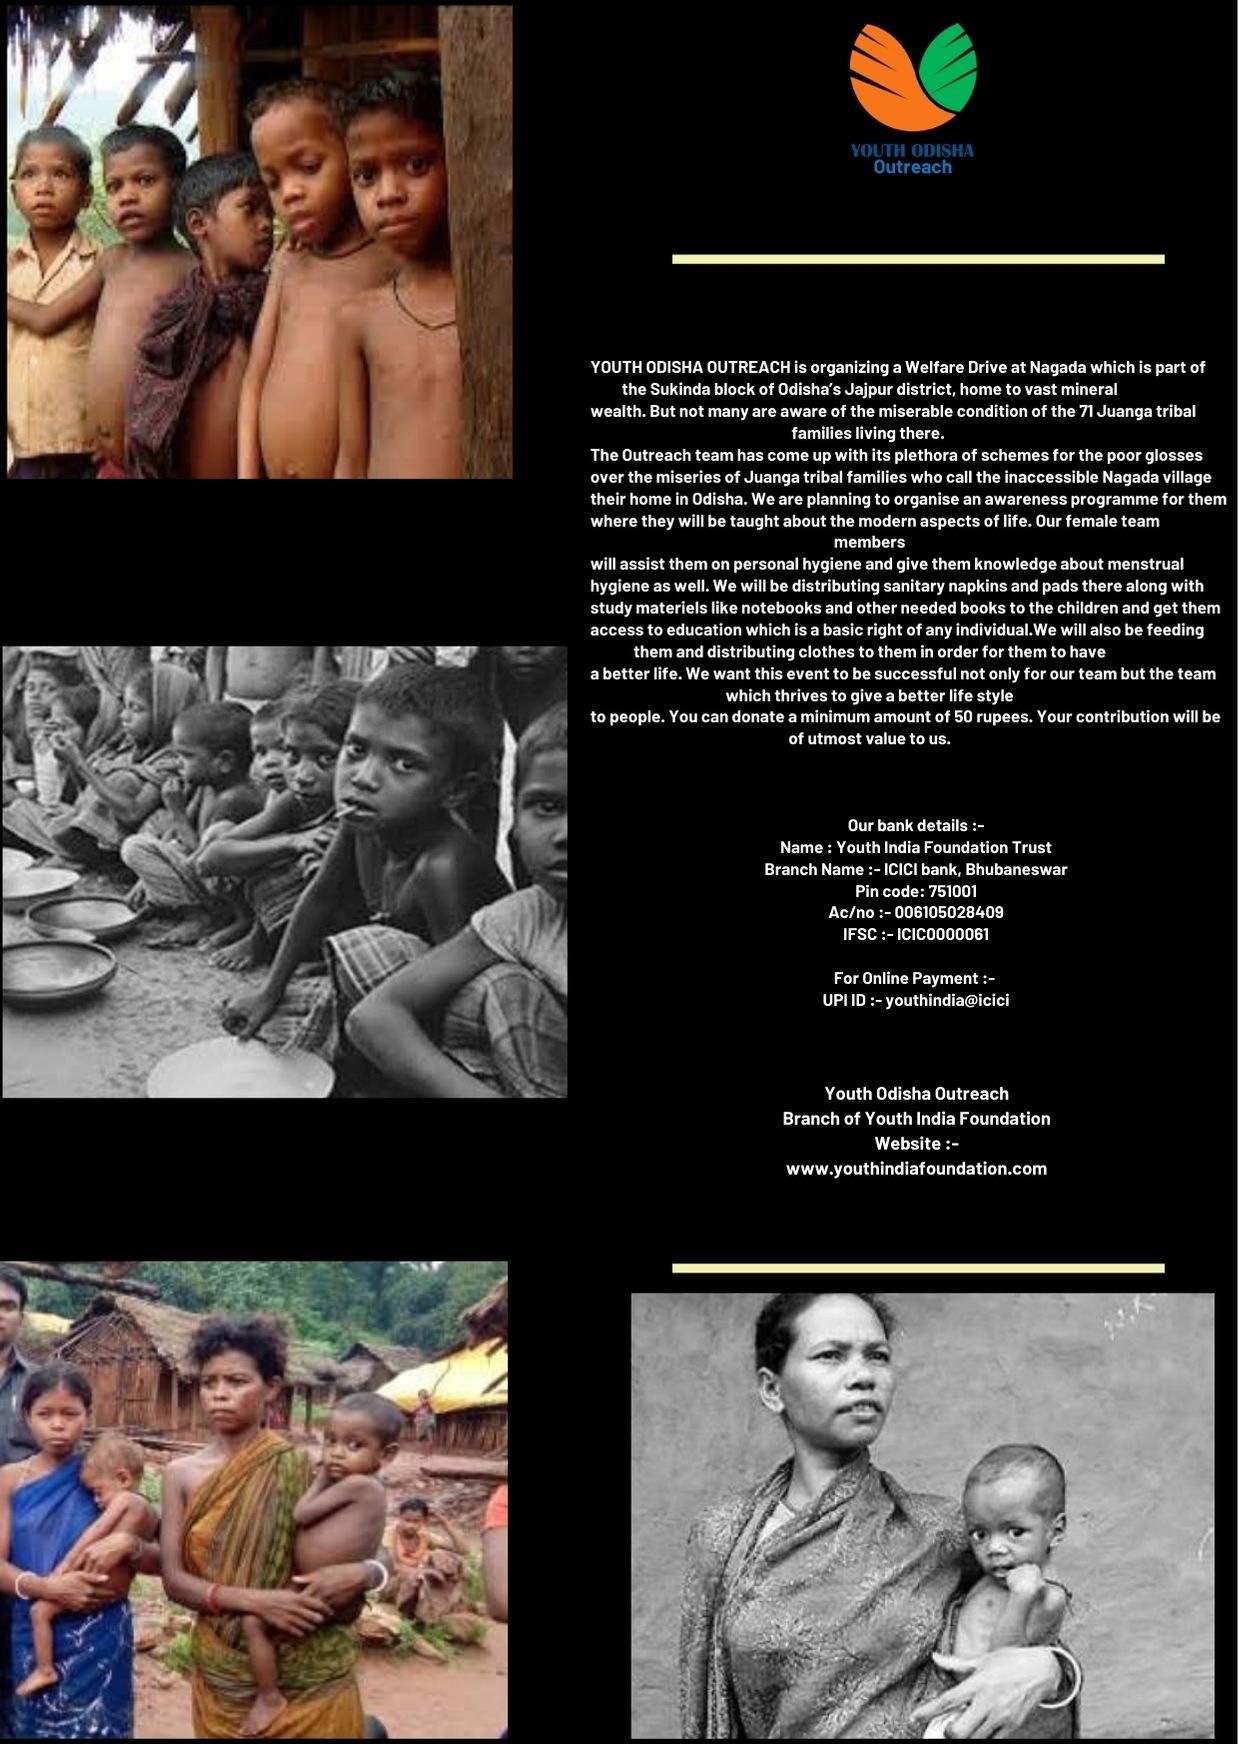 YOUTH ODISHA
Outreach
YOUTH ODISHA OUTREACH is organizing a Welfare Drive at Nagada which is part of
the Sukinda block of Odisha’s Jajpur district, home to vast mineral
wealth. But not many are aware of the miserable condition of the 71 Juanga tribal
families living there.
The Outreach team has come up with its plethora of schemes for the poor glosses
over the miseries of Juanga tribal families who call the inaccessible Nagada village
their home in Odisha. We are planning to organise an awareness programme for them
where they will be taught about the modern aspects of life. Our female team
members
will assist them on personal hygiene and give them knowledge about menstrual
hygiene as well. We will be distributing sanitary napkins and pads there along with
study materiels like notebooks and other needed books to the children and get them
access to education which is a basic right of any individual.We will also be feeding
them and distributing clothes to them in order for them to have
a better life. We want this event to be successful not only for our team but the team
which thrives to give a better life style
to people. You can donate a minimum amount of 50 rupees. Your contribution will be
of utmost value to us.
Our bank details :-
Name : Youth India Foundation Trust
Branch Name :- ICICI bank, Bhubaneswar
Pin code: 751001
Ac/no :- 006105028409
IFSC :- ICIC0000061
For Online Payment :-
UPI ID :- youthindia@icici
Youth Odisha Outreach
Branch of Youth India Foundation
Website :-
www.youthindiafoundation.com